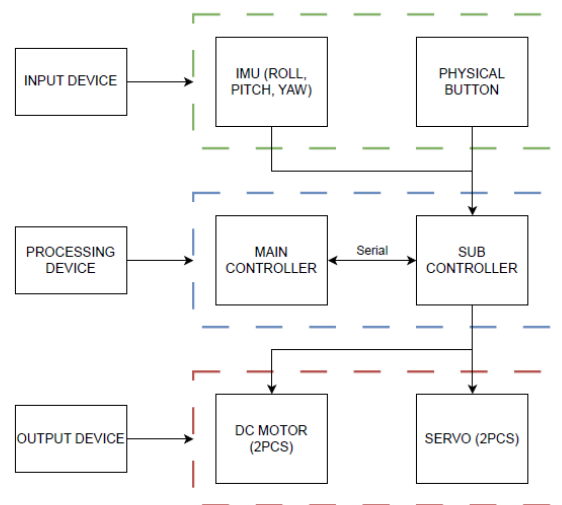 INPUT DEVICE
IMU (ROLL,
PITCH, YAW)
PHYSICAL
BUTTON
PROCESSING
DEVICE
MAIN
CONTROLLER
Serial
SUB
CONTROLLER
OUTPUT DEVICE
DC MOTOR
(2PCS)
SERVO (2PCS)